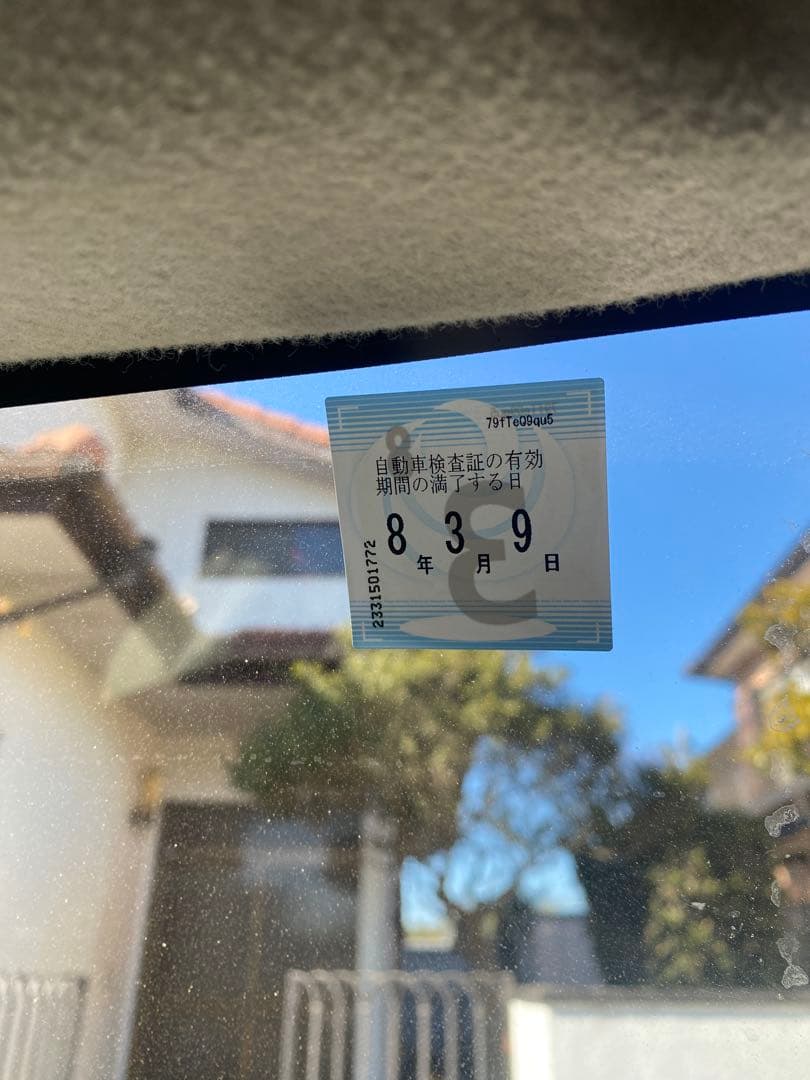 79fTeQ9qu5
自動車検査証の有効
期間の満了する日
8年3月9日
2331501772